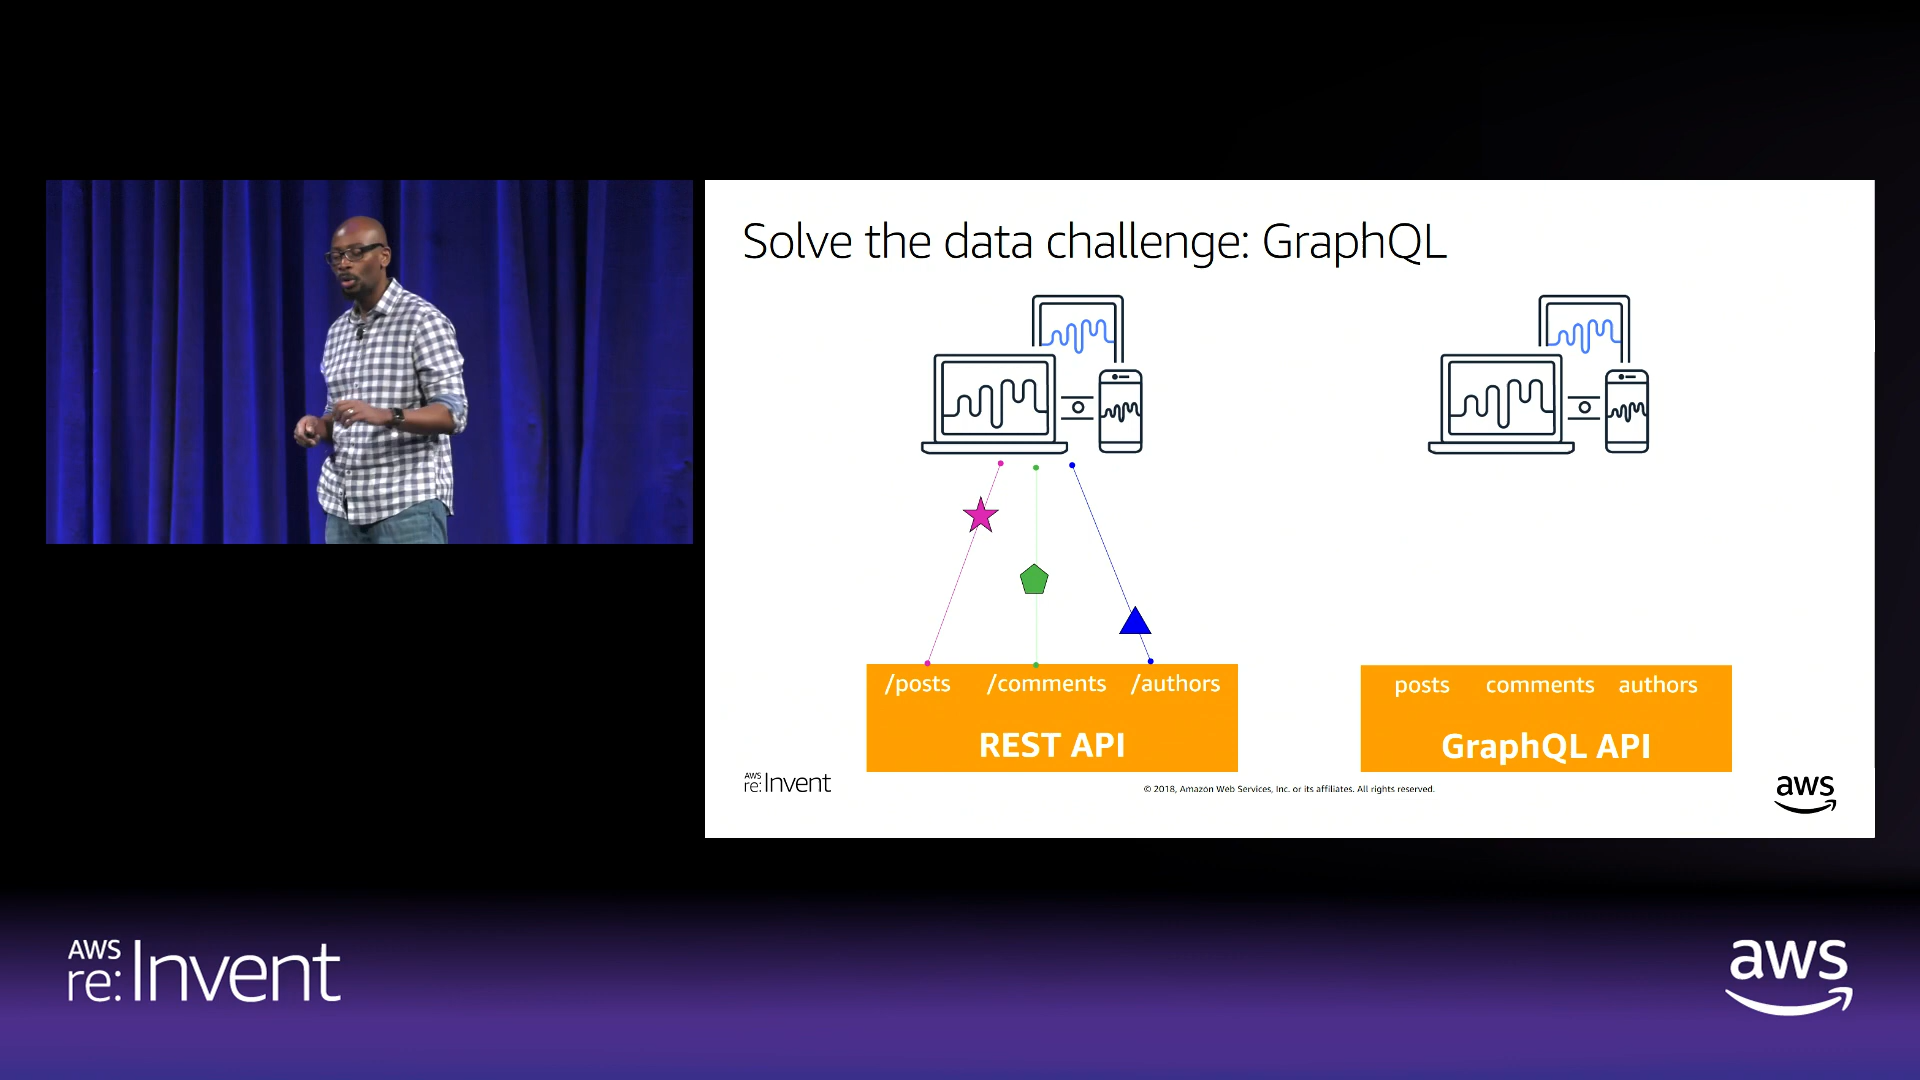 Solve the data challenge: GraphQL
/posts /comments /authors
REST API
posts comments authors
GraphQL API
AWS
re:Invent
© 2018, Amazon Web Services, Inc. or its affiliates. All rights reserved.
aws
AWS
re:Invent
aws